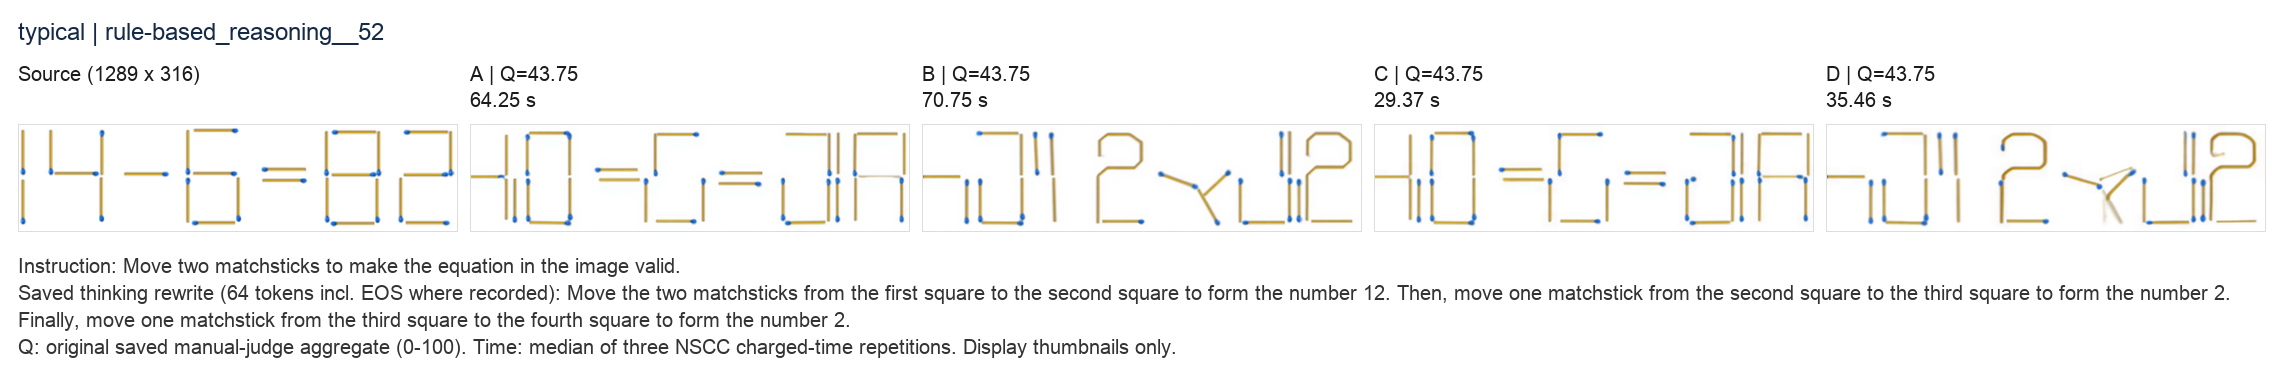 typical | rule-based_reasoning__52
Source (1289 x 316)
A | Q=43.75
64.25 s
B | Q=43.75
70.75 s
C | Q=43.75
29.37 s
D | Q=43.75
35.46 s
14 - 6 = 82
Instruction: Move two matchsticks to make the equation in the image valid.
Saved thinking rewrite (64 tokens incl. EOS where recorded): Move the two matchsticks from the first square to the second square to form the number 12. Then, move one matchstick from the second square to the third square to form the number 2.
Finally, move one matchstick from the third square to the fourth square to form the number 2.
Q: original saved manual-judge aggregate (0-100). Time: median of three NSCC charged-time repetitions. Display thumbnails only.